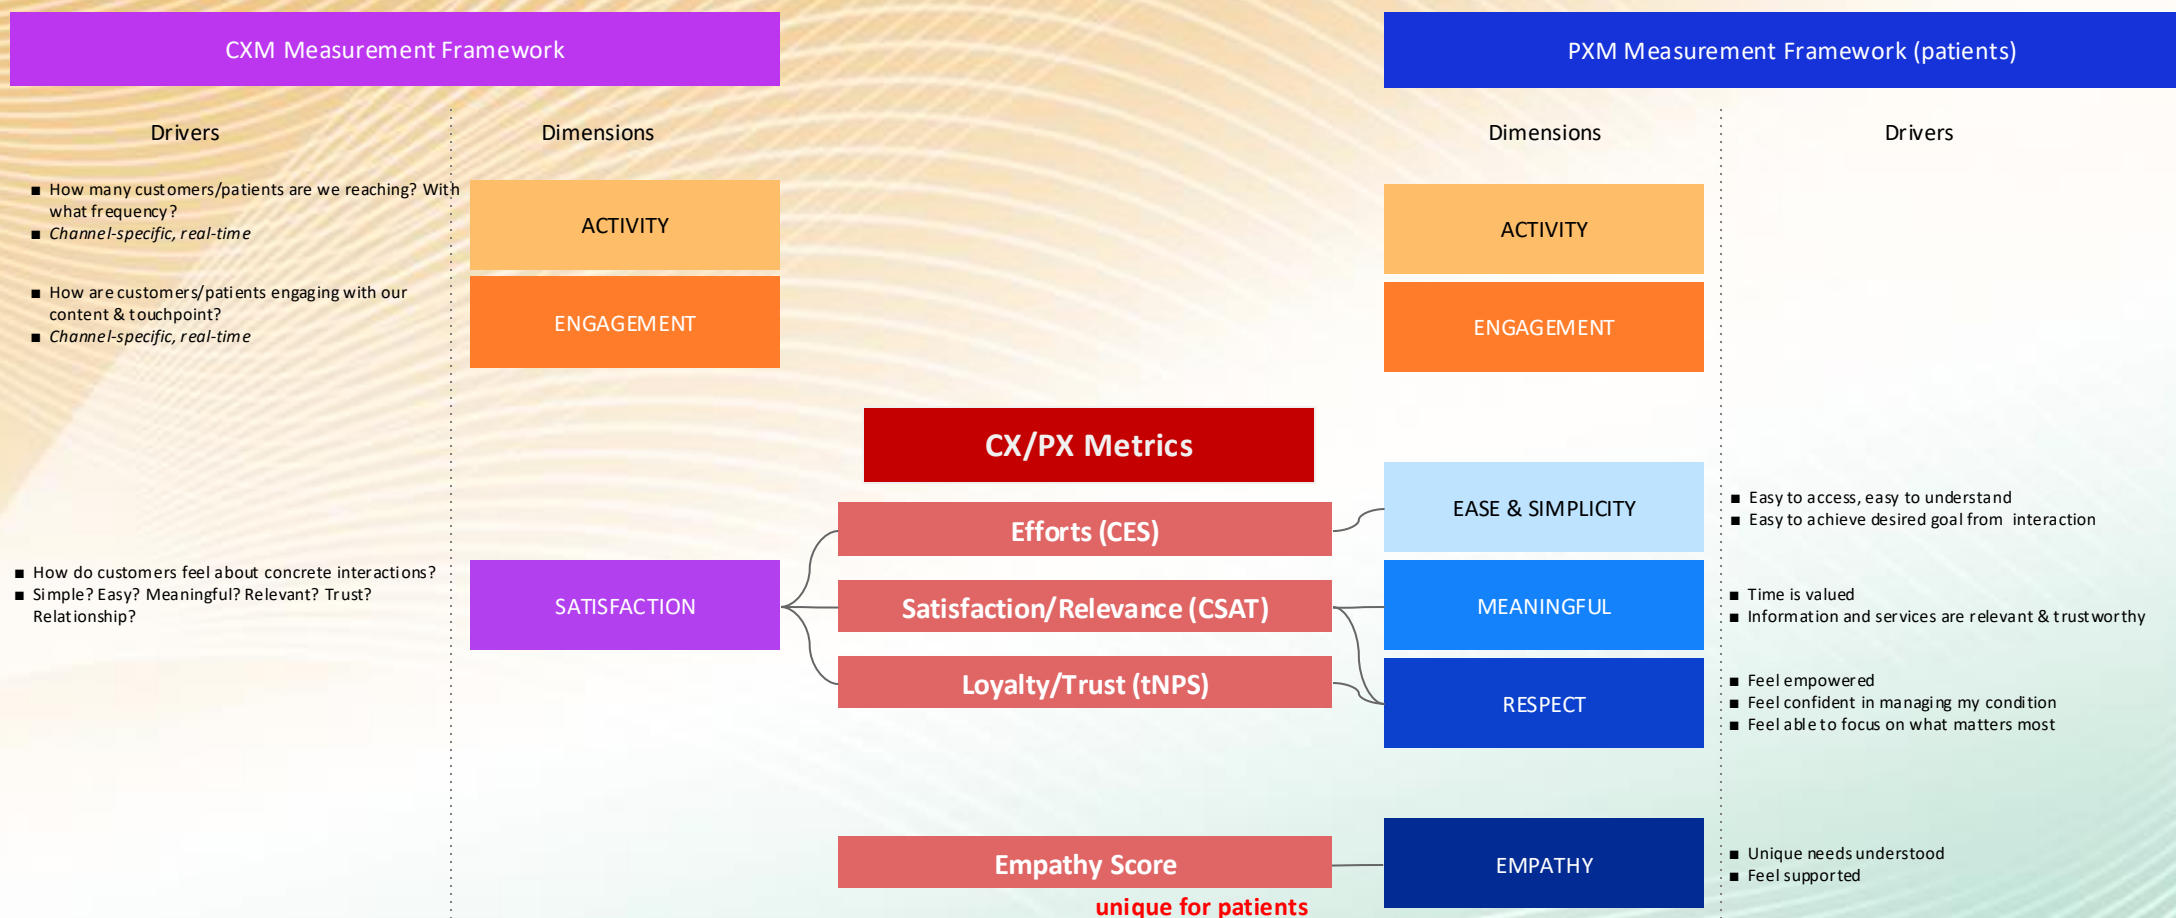 CXM Measurement Framework
PXM Measurement Framework (patients)
Drivers
Dimensions
Dimensions
Drivers
■ How many customers/patients are we reaching? With
what frequency?
■ Channel-specific, real-time
ACTIVITY
ACTIVITY
■ How are customers/patients engaging with our
content & touchpoint?
■ Channel-specific, real-time
ENGAGEMENT
ENGAGEMENT
CX/PX Metrics
Efforts (CES)
EASE & SIMPLICITY
■ Easy to access, easy to understand
■ Easy to achieve desired goal from interaction
■ How do customers feel about concrete interactions?
■ Simple? Easy? Meaningful? Relevant? Trust?
Relationship?
SATISFACTION
Satisfaction/Relevance (CSAT)
MEANINGFUL
■ Time is valued
■ Information and services are relevant & trustworthy
Loyalty/Trust (tNPS)
RESPECT
■ Feel empowered
■ Feel confident in managing my condition
■ Feel able to focus on what matters most
Empathy Score
unique for patients
EMPATHY
■ Unique needs understood
■ Feel supported